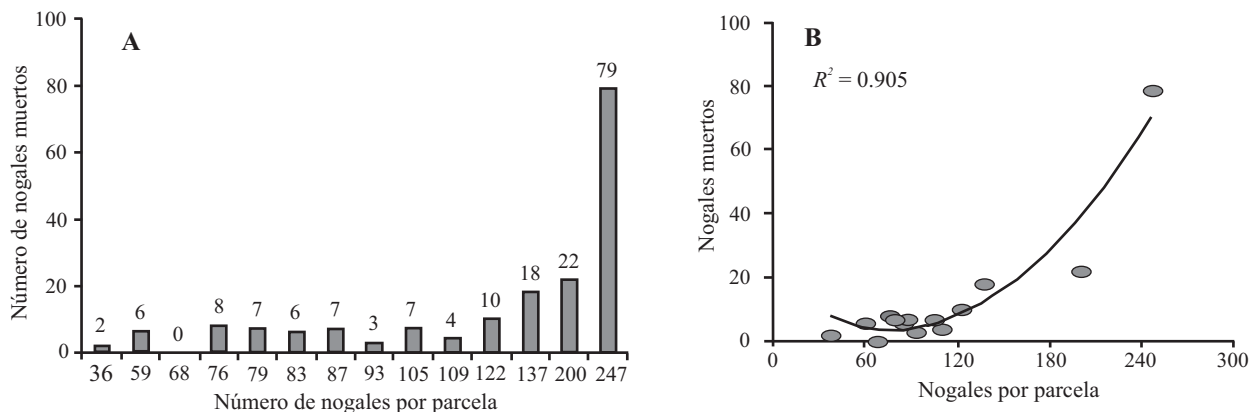 A
Número de nogales muertos
100
80
60
40
20
0
2 6 0 8 7 6 7 3 7 4 10 18 22 79
36 59 68 76 79 83 87 93 105 109 122 137 200 247
Número de nogales por parcela
B
R² = 0.905
Nogales muertos
100
80
60
40
20
0
0 60 120 180 240 300
Nogales por parcela